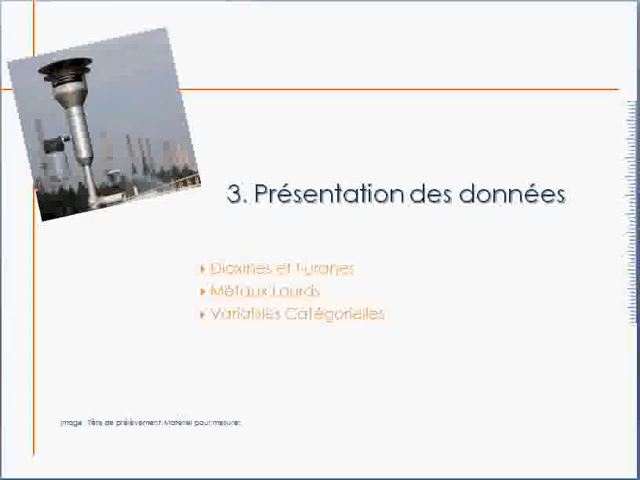 3. Présentation des données
Dioxines et Furanes
Métaux Lourds
Variables Catégorielles
Image : Tête de prélèvement. Matériel pour mesurer.